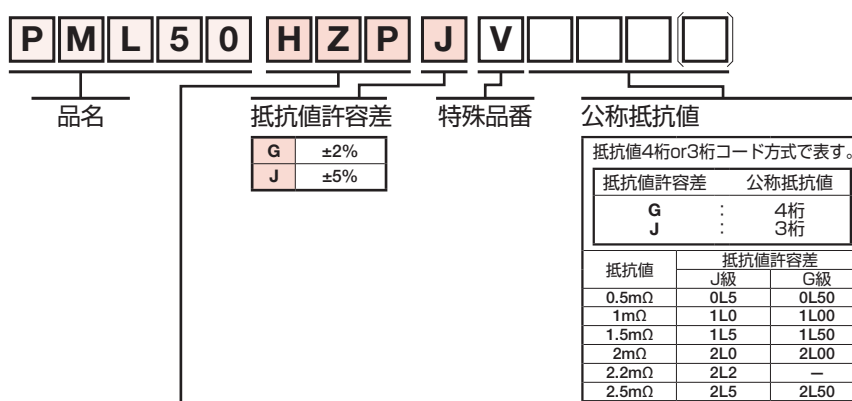 PML50 HZP J V
品名
抵抗値許容差
特殊品番
公称抵抗値
G ±2%
J ±5%
抵抗値4桁or3桁コード方式で表す。
抵抗値許容差 公称抵抗値
G : 4桁
J : 3桁
抵抗値 抵抗値許容差
J級 G級
0.5mΩ 0L5 0L50
1mΩ 1L0 1L00
1.5mΩ 1L5 1L50
2mΩ 2L0 2L00
2.2mΩ 2L2 －
2.5mΩ 2L5 2L50